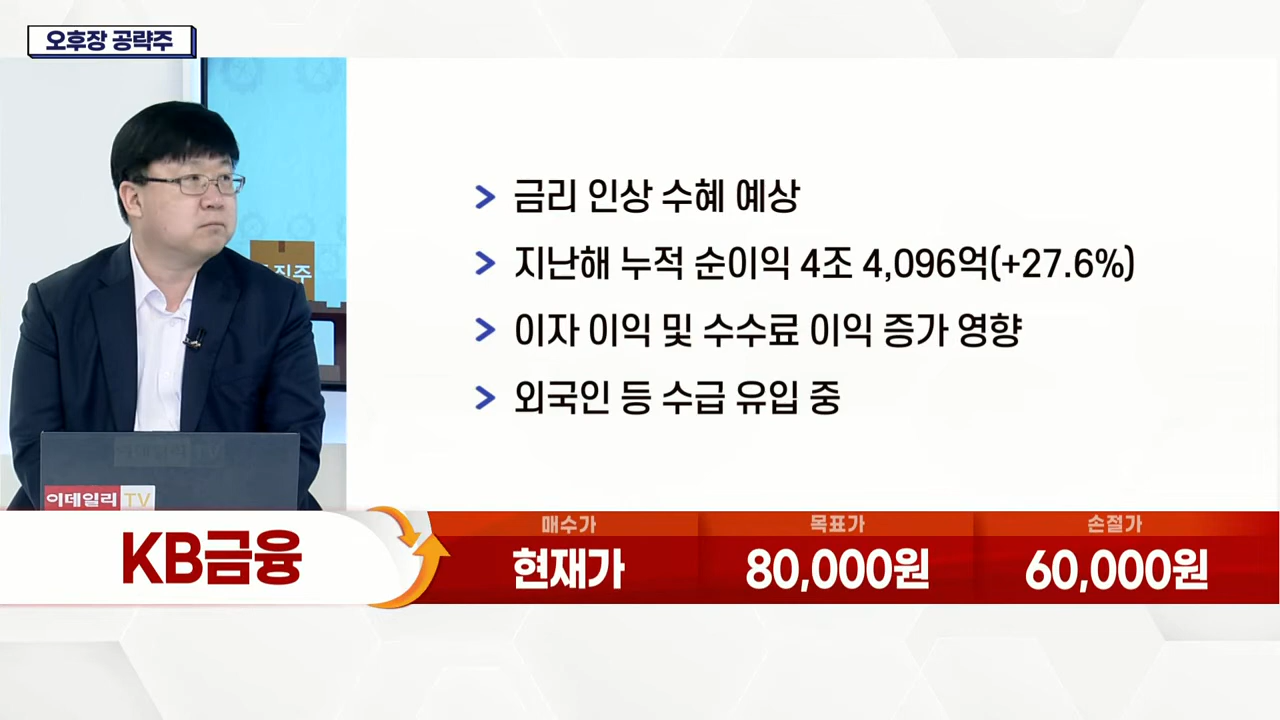 오후장 공략주
금리 인상 수혜 예상
지난해 누적 순이익 4조 4,096억(+27.6%)
이자 이익 및 수수료 이익 증가 영향
외국인 등 수급 유입 중
이데일리 TV
KB금융
매수가
현재가
목표가
80,000원
손절가
60,000원